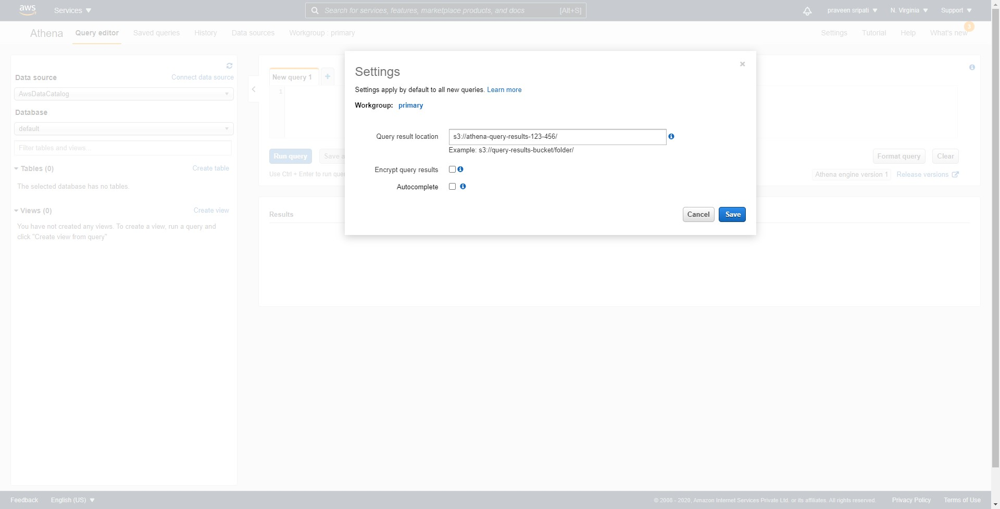 aws
Services
Search for services, features, marketplace products, and docs [Alt+S]
praveen sripati
N. Virginia
Support
Athena
Query editor
Saved queries
History
Data sources
Workgroup : primary
Settings
Tutorial
Help
What's new
3
Data source
Connect data source
AwsDataCatalog
Database
default
Filter tables and views...
Tables (0)
Create table
The selected database has no tables.
Views (0)
Create view
You have not created any views. To create a view, run a query and
click "Create view from query"
New query 1
1
Run query
Save a
Use Ctrl + Enter to run
Format query
Clear
Athena engine version 1
Release versions
Results
Settings
Settings apply by default to all new queries. Learn more
Workgroup: primary
Query result location
s3://athena-query-results-123-456/
Example: s3://query-results-bucket/folder/
Encrypt query results
Autocomplete
Cancel
Save
Feedback
English (US)
© 2008 - 2020, Amazon Internet Services Private Ltd. or its affiliates. All rights reserved.
Privacy Policy
Terms of Use